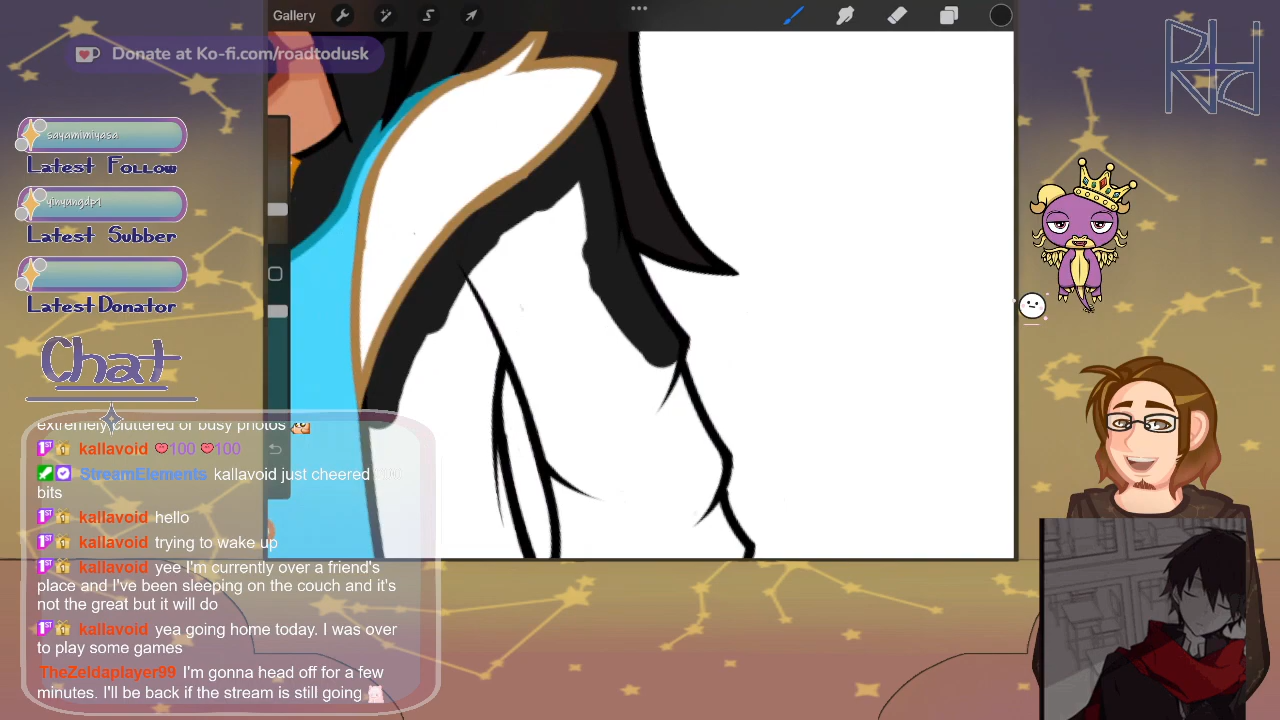 Gallery
Donate at Ko-fi.com/roadtodusk
sayamimiyasa
Latest Follow
yinyangdp1
Latest Subber
Latest Donator
Chat
extremely cluttered or busy photos
kallavoid 100 100
StreamElements kallavoid just cheered
bits
kallavoid hello
kallavoid trying to wake up
kallavoid yee I'm currently over a friend's
place and I've been sleeping on the couch and it's
not the great but it will do
kallavoid yea going home today. I was over
to play some games
TheZeldaplayer99 I'm gonna head off for a few
minutes. I'll be back if the stream is still going